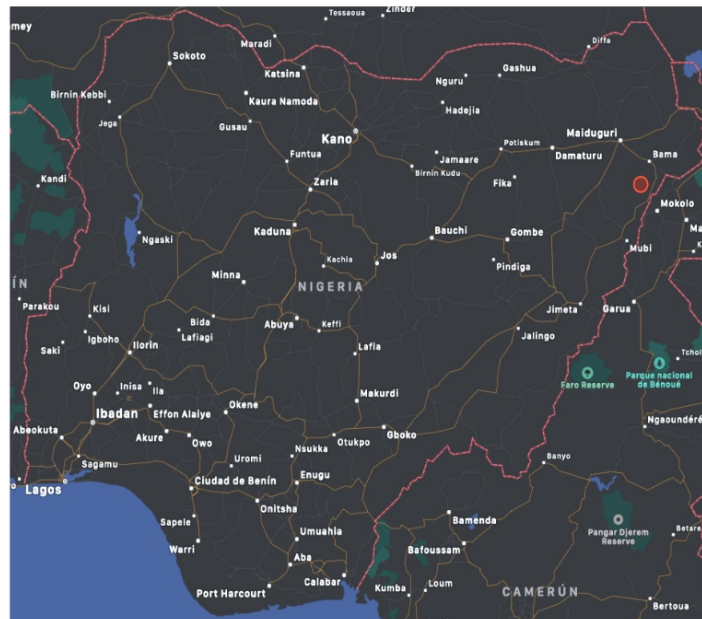 Tessaoua
Zinder
mey
Maradi
Diffa
Sokoto
Katsina
Nguru
Gashua
Birnin Kebbi
Kaura Namoda
Hadejia
Jega
Gusau
Kano
Maiduguri
Potiskum
Funtua
Jamaare
Damaturu
Bama
Birnin Kudu
Kandi
Zaria
Fika
Mokolo
Ma
Kaduna
Ngaski
Bauchi
Gombe
Mubi
K
Kachia
Jos
Pindiga
ÍN
Minna
NIGERIA
Parakou
Kisi
Bida
Abuya
Keffi
Jimeta
Garua
Igboho
Lafiagi
Jalingo
Saki
Ilorin
Lafia
Tchol
Faro Reserve
Parque nacional
de Bénoué
Oyo
Inisa
Ila
Makurdi
Ibadan
Effon Alaiye
Okene
Abeokuta
Akure
Owo
Otukpo
Gboko
Ngaoundéré
Sagamu
Uromi
Nsukka
Banyo
Lagos
Ciudad de Benín
Enugu
Onitsha
Sapele
Bamenda
Pangar Djerem
Reserve
Betare
Warri
Umuahia
Bafoussam
Aba
Port Harcourt
Calabar
Kumba
Loum
CAMERÚN
Bertoua